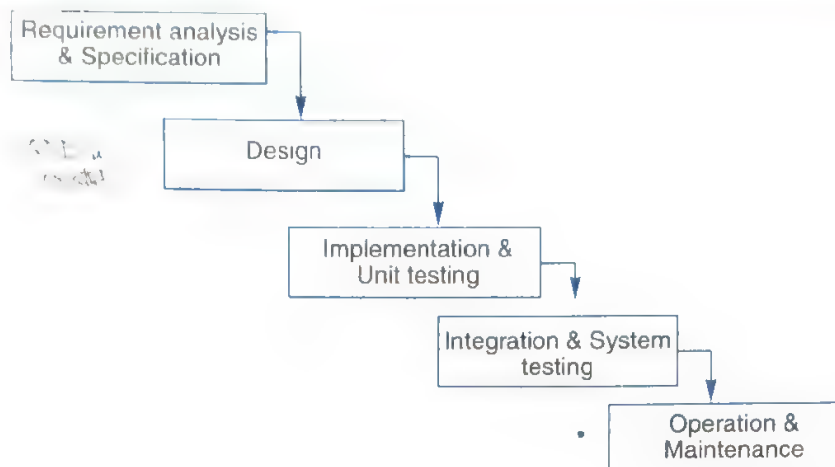 Requirement analysis
& Specification
Design
Implementation &
Unit testing
Integration & System
testing
Operation &
Maintenance